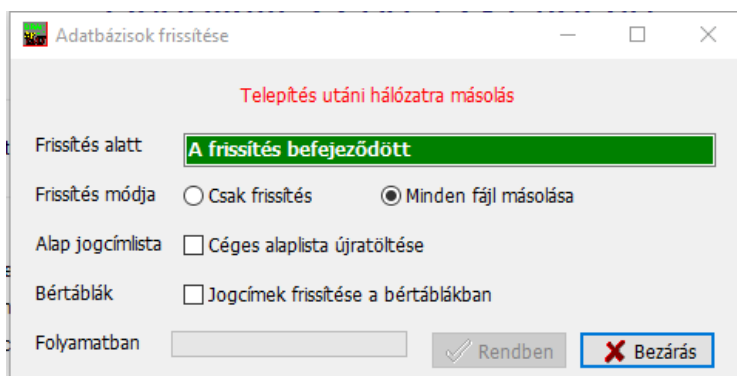 Adatbázisok frissítése
Telepítés utáni hálózatra másolás
Frissítés alatt A frissítés befejeződött
Frissítés módja Csak frissítés Minden fájl másolása
Alap jogcímlista Céges alaplista újratöltése
Bértáblák Jogcímek frissítése a bértáblákban
Folyamatban Rendben Bezárás